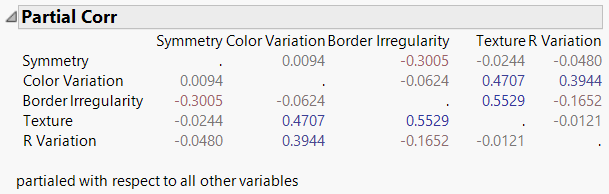 Partial Corr
Symmetry Color Variation Border Irregularity Texture R Variation
Symmetry . 0.0094 -0.3005 -0.0244 -0.0480
Color Variation 0.0094 . -0.0624 0.4707 0.3944
Border Irregularity -0.3005 -0.0624 . 0.5529 -0.1652
Texture -0.0244 0.4707 0.5529 . -0.0121
R Variation -0.0480 0.3944 -0.1652 -0.0121 .
partialed with respect to all other variables